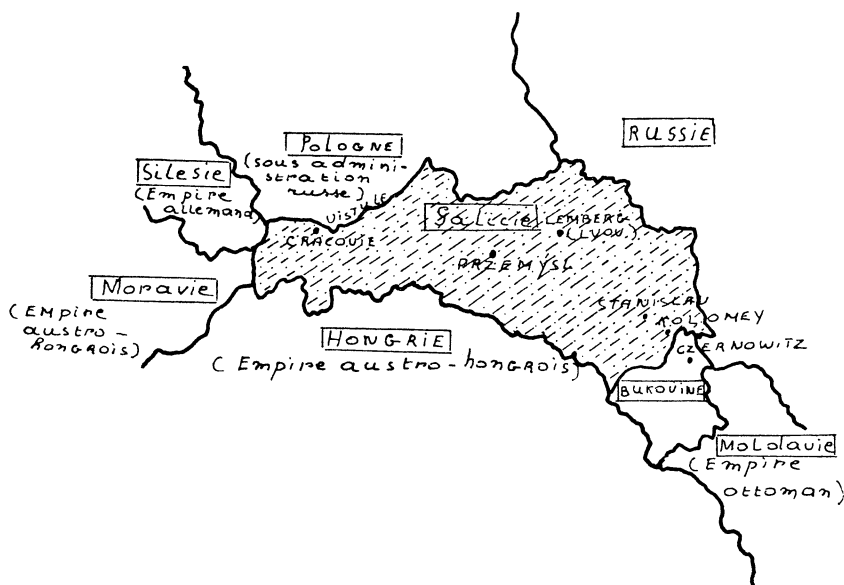 RUSSIE
POLOGNE
(sous admini-
stration
russe)
VISTULE
Silesie
(Empire
allemand)
Galicie
LEMBERG
(LVOV)
CRACOVIE
PRZEMYSL
Moravie
(EMPIRE
austro-
hongrois)
STANISLAU
KOLIOMEY
HONGRIE
(Empire austro-hongrois)
CZERNOWITZ
BUKOVINE
MOLdAVIE
(Empire
ottoman)